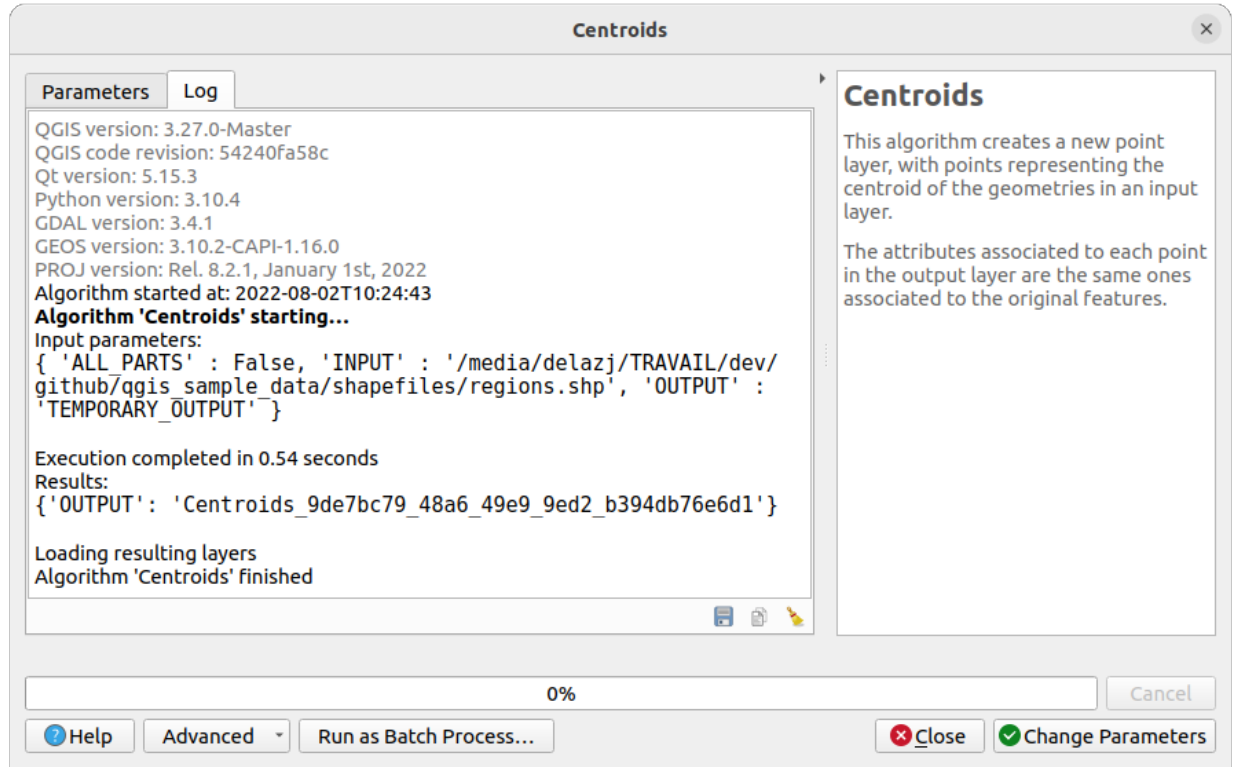 Centroids
Parameters
Log
QGIS version: 3.27.0-Master
QGIS code revision: 54240fa58c
Qt version: 5.15.3
Python version: 3.10.4
GDAL version: 3.4.1
GEOS version: 3.10.2-CAPI-1.16.0
PROJ version: Rel. 8.2.1, January 1st, 2022
Algorithm started at: 2022-08-02T10:24:43
Algorithm 'Centroids' starting...
Input parameters:
{ 'ALL_PARTS' : False, 'INPUT' : '/media/delazj/TRAVAIL/dev/
github/qgis_sample_data/shapefiles/regions.shp', 'OUTPUT' :
'TEMPORARY_OUTPUT' }
Execution completed in 0.54 seconds
Results:
{'OUTPUT': 'Centroids_9de7bc79_48a6_49e9_9ed2_b394db76e6d1'}
Loading resulting layers
Algorithm 'Centroids' finished
Centroids
This algorithm creates a new point
layer, with points representing the
centroid of the geometries in an input
layer.
The attributes associated to each point
in the output layer are the same ones
associated to the original features.
0%
Cancel
Help
Advanced
Run as Batch Process...
Close
Change Parameters